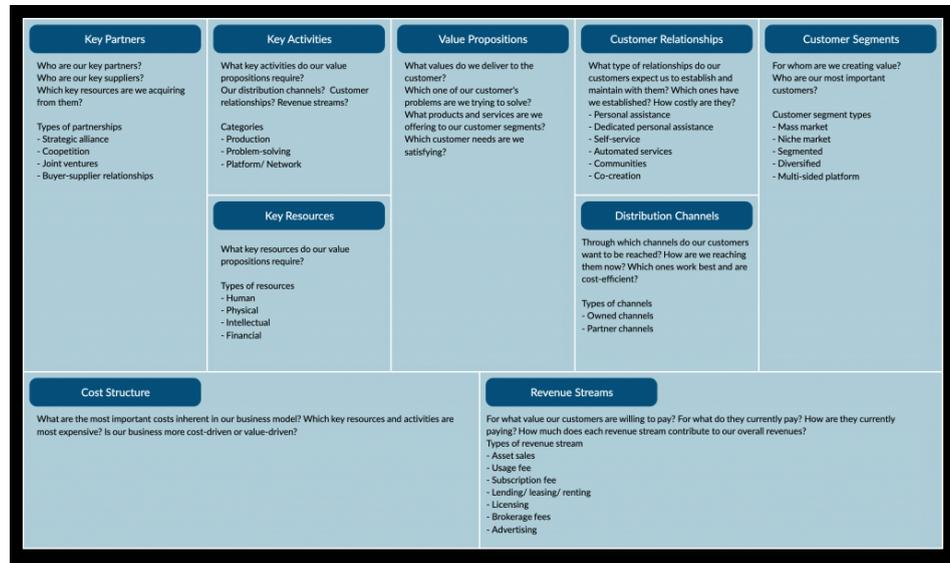 Key Partners
Who are our key partners?
Who are our key suppliers?
Which key resources are we acquiring
from them?
Types of partnerships
- Strategic alliance
- Coopetition
- Joint ventures
- Buyer-supplier relationships
Key Activities
What key activities do our value
propositions require?
Our distribution channels? Customer
relationships? Revenue streams?
Categories
- Production
- Problem-solving
- Platform/ Network
Key Resources
What key resources do our value
propositions require?
Types of resources
- Human
- Physical
- Intellectual
- Financial
Value Propositions
What values do we deliver to the
customer?
Which one of our customer's
problems are we trying to solve?
What products and services are we
offering to our customer segments?
Which customer needs are we
satisfying?
Customer Relationships
What type of relationships do our
customers expect us to establish and
maintain with them? Which ones have
we established? How costly are they?
- Personal assistance
- Dedicated personal assistance
- Self-service
- Automated services
- Communities
- Co-creation
Distribution Channels
Through which channels do our customers
want to be reached? How are we reaching
them now? Which ones work best and are
cost-efficient?
Types of channels
- Owned channels
- Partner channels
Customer Segments
For whom are we creating value?
Who are our most important
customers?
Customer segment types
- Mass market
- Niche market
- Segmented
- Diversified
- Multi-sided platform
Cost Structure
What are the most important costs inherent in our business model? Which key resources and activities are
most expensive? Is our business more cost-driven or value-driven?
Revenue Streams
For what value our customers are willing to pay? For what do they currently pay? How are they currently
paying? How much does each revenue stream contribute to our overall revenues?
Types of revenue stream
- Asset sales
- Usage fee
- Subscription fee
- Lending/ leasing/ renting
- Licensing
- Brokerage fees
- Advertising